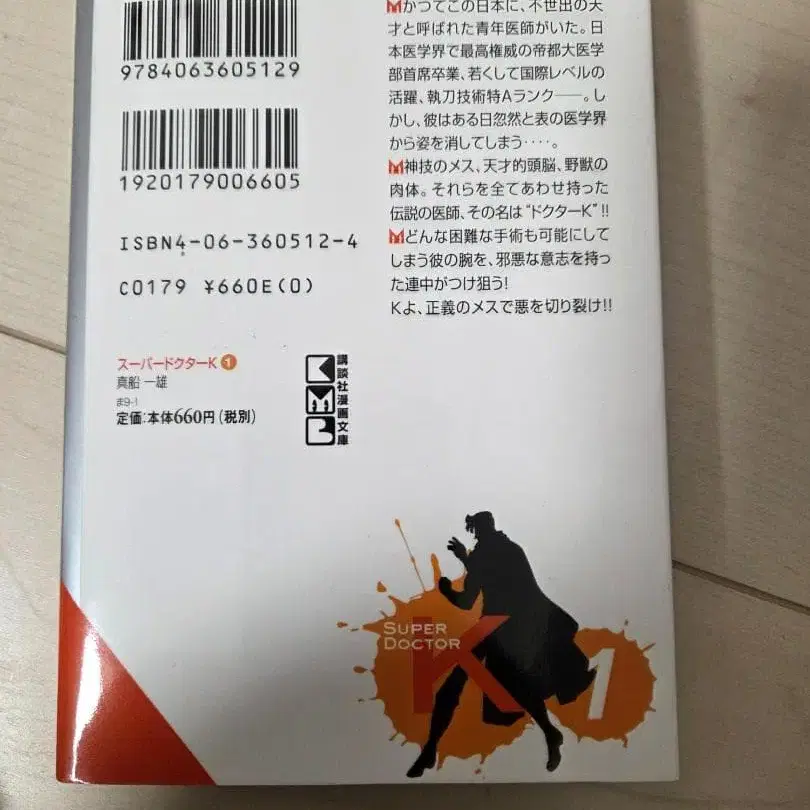 9784063605129
1920179006605
ISBN4-06-360512-4
C0179 ¥660E(0)
かつてこの日本に、不世出の天
才と呼ばれた青年医師がいた。日
本医学界で最高権威の帝都大医学
部首席卒業、若くして国際レベルの
活躍、執刀技術特Aランク――。し
かし、彼はある日忽然と表の医学界
から姿を消してしまう‥‥。
神技のメス、天才的頭脳、野獣の
肉体。それらを全てあわせ持った
伝説の医師、その名は“ドクターK”!!
どんな困難な手術も可能にして
しまう彼の腕を、邪悪な意志を持っ
た連中がつけ狙う!
Kよ、正義のメスで悪を切り裂け!!
スーパードクターK 1
真船 一雄
ま9-1
定価:本体660円(税別)
KMB
講談社漫画文庫
SUPER
DOCTOR
K
1